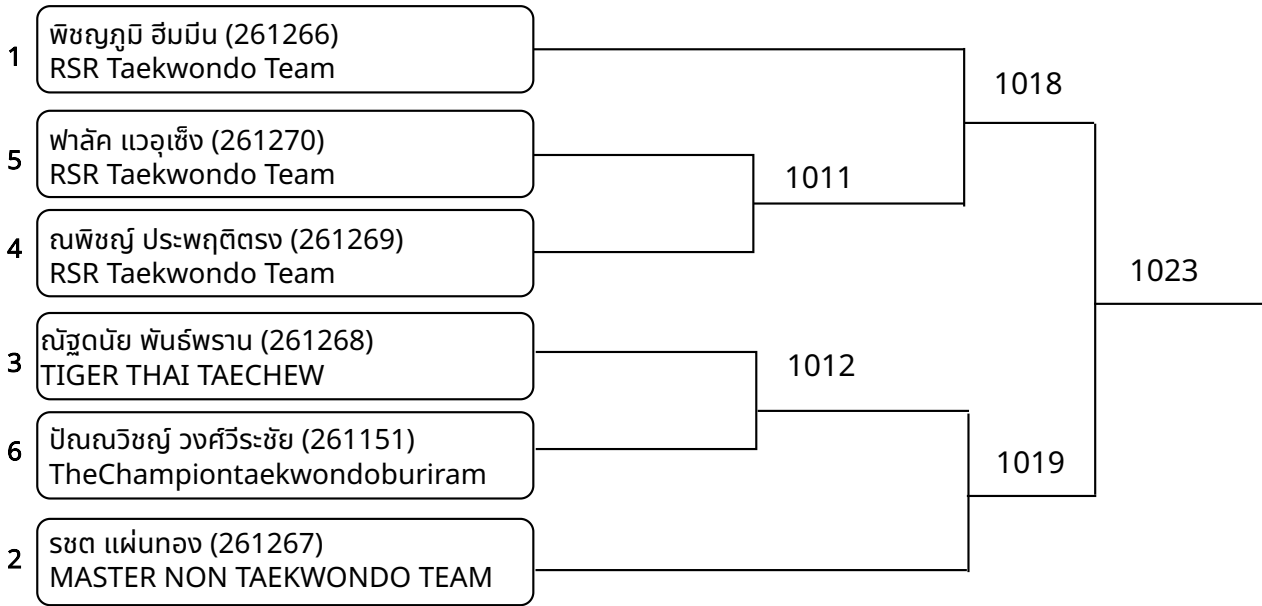 1
พิชญภูมิ ฮีมมีน (261266)
RSR Taekwondo Team
5
ฟาลัค แวอุเซ็ง (261270)
RSR Taekwondo Team
4
ณพิชญ์ ประพฤติตรง (261269)
RSR Taekwondo Team
3
ณัฐดนัย พันธ์พราน (261268)
TIGER THAI TAECHEW
6
ปัณณวิชญ์ วงศ์วีระชัย (261151)
TheChampiontaekwondoburiram
2
รชต แผ่นทอง (261267)
MASTER NON TAEKWONDO TEAM
1011
1012
1018
1019
1023